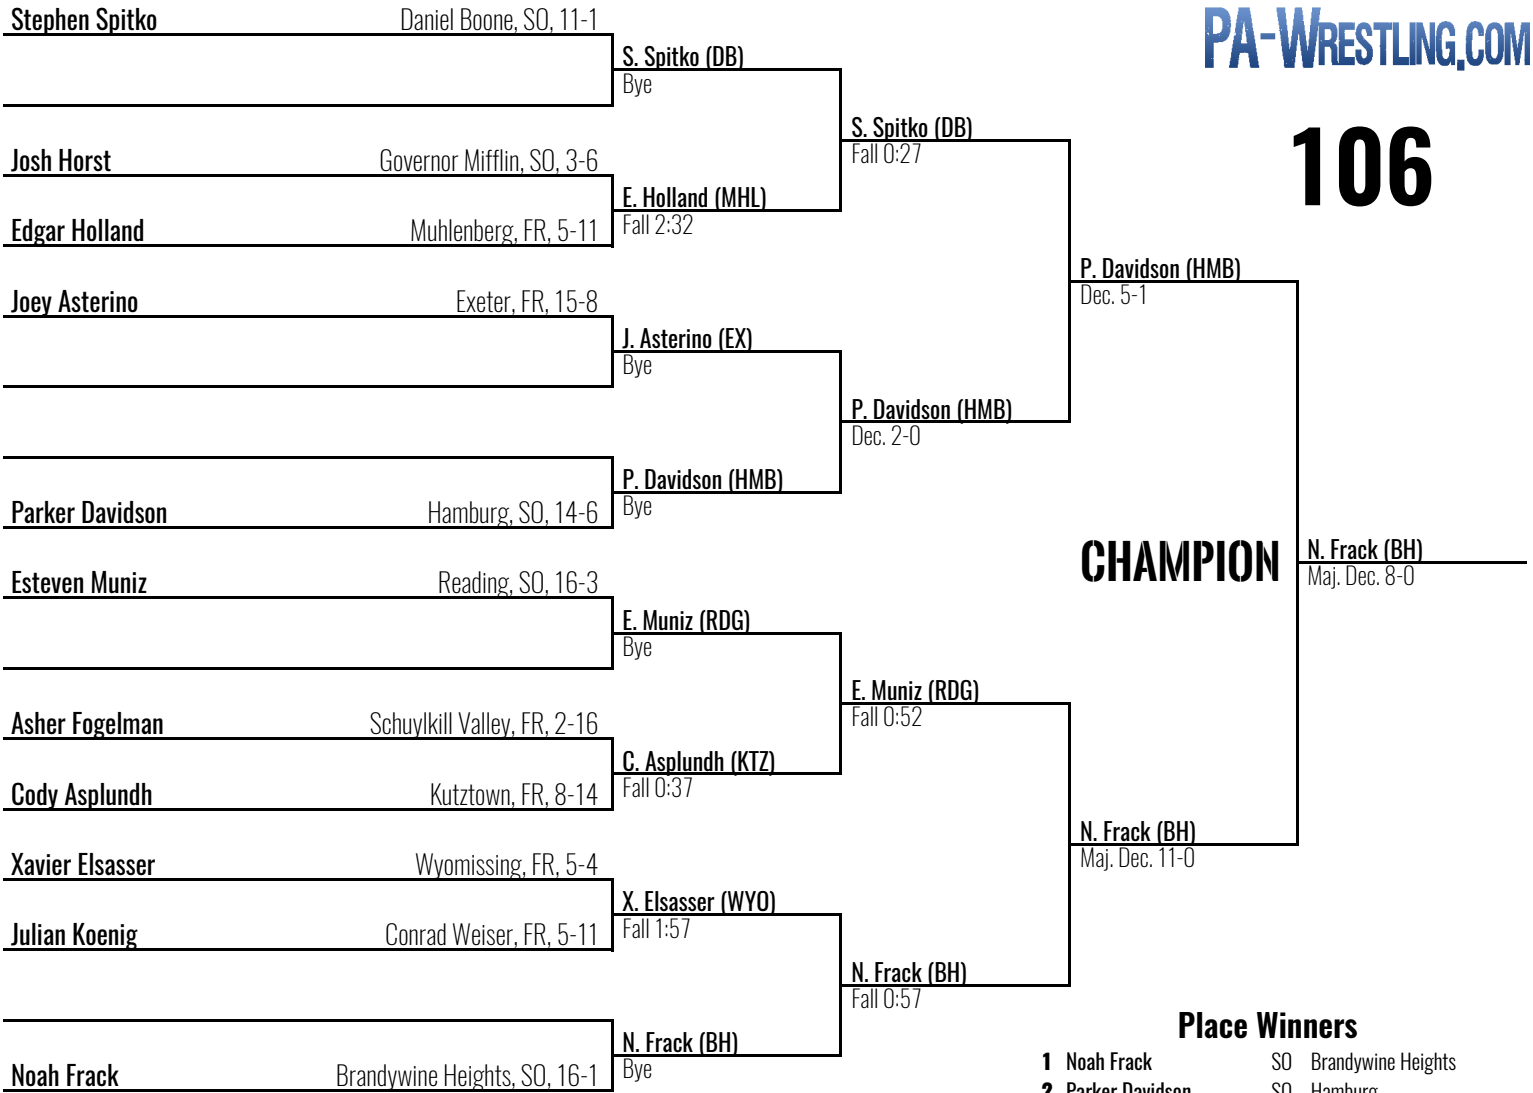 PA-WRESTLING.COM
106
Stephen Spitko Daniel Boone, SO, 11-1
S. Spitko (DB)
Bye
S. Spitko (DB)
Fall 0:27
Josh Horst Governor Mifflin, SO, 3-6
E. Holland (MHL)
Fall 2:32
Edgar Holland Muhlenberg, FR, 5-11
P. Davidson (HMB)
Dec. 5-1
Joey Asterino Exeter, FR, 15-8
J. Asterino (EX)
Bye
P. Davidson (HMB)
Dec. 2-0
P. Davidson (HMB)
Bye
Parker Davidson Hamburg, SO, 14-6
CHAMPION
N. Frack (BH)
Maj. Dec. 8-0
Esteven Muniz Reading, SO, 16-3
E. Muniz (RDG)
Bye
E. Muniz (RDG)
Fall 0:52
Asher Fogelman Schuylkill Valley, FR, 2-16
C. Asplundh (KTZ)
Fall 0:37
Cody Asplundh Kutztown, FR, 8-14
N. Frack (BH)
Maj. Dec. 11-0
Xavier Elsasser Wyomissing, FR, 5-4
X. Elsasser (WYO)
Fall 1:57
Julian Koenig Conrad Weiser, FR, 5-11
N. Frack (BH)
Fall 0:57
N. Frack (BH)
Bye
Noah Frack Brandywine Heights, SO, 16-1
Place Winners
1 Noah Frack SO Brandywine Heights
2 Parker Davidson SO Hamburg